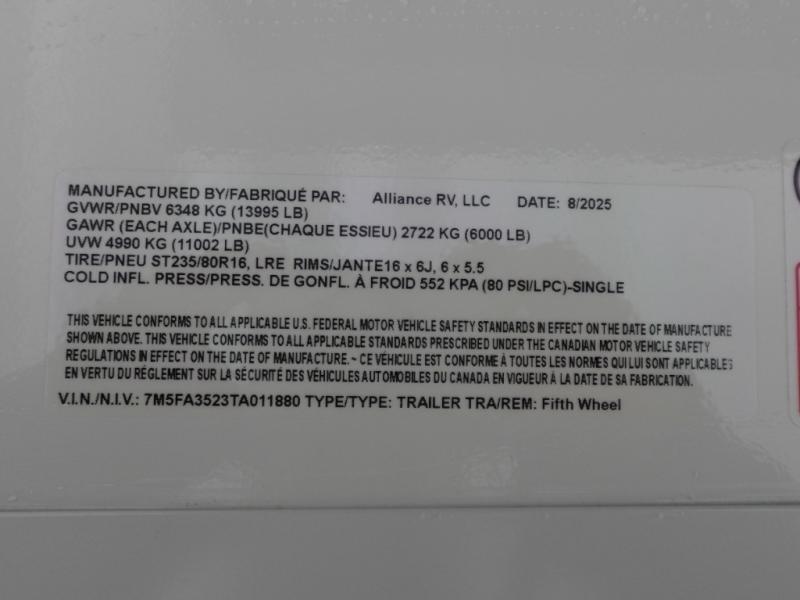 MANUFACTURED BY/FABRIQUÉ PAR: Alliance RV, LLC DATE: 8/2025
GVWR/PNBV 6348 KG (13995 LB)
GAWR (EACH AXLE)/PNBE(CHAQUE ESSIEU) 2722 KG (6000 LB)
UVW 4990 KG (11002 LB)
TIRE/PNEU ST235/80R16, LRE RIMS/JANTE16 x 6J, 6 x 5.5
COLD INFL. PRESS/PRESS. DE GONFL. À FROID 552 KPA (80 PSI/LPC)-SINGLE
THIS VEHICLE CONFORMS TO ALL APPLICABLE U.S. FEDERAL MOTOR VEHICLE SAFETY STANDARDS IN EFFECT ON THE DATE OF MANUFACTURE
SHOWN ABOVE. THIS VEHICLE CONFORMS TO ALL APPLICABLE STANDARDS PRESCRIBED UNDER THE CANADIAN MOTOR VEHICLE SAFETY
REGULATIONS IN EFFECT ON THE DATE OF MANUFACTURE. ~ CE VÉHICULE EST CONFORME À TOUTES LES NORMES QUI LUI SONT APPLICABLES
EN VERTU DU RÉGLEMENT SUR LA SÉCURITÉ DES VÉHICULES AUTOMOBILES DU CANADA EN VIGUEUR À LA DATE DE SA FABRICATION.
V.I.N./N.I.V.: 7M5FA3523TA011880 TYPE/TYPE: TRAILER TRA/REM: Fifth Wheel